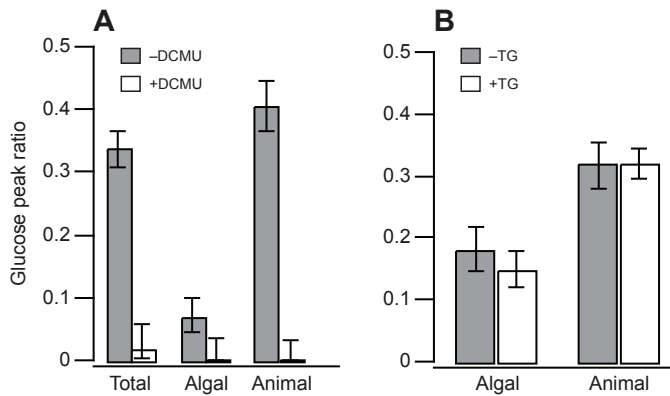 A
–DCMU
+DCMU
Glucose peak ratio
0.5
0.4
0.3
0.2
0.1
0
Total Algal Animal
B
–TG
+TG
0.5
0.4
0.3
0.2
0.1
0
Algal Animal